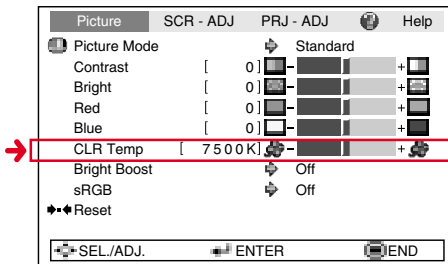 Picture SCR - ADJ PRJ - ADJ Help
Picture Mode Standard
Contrast [ 0] - +
Bright [ 0] - +
Red [ 0] - +
Blue [ 0] - +
CLR Temp [ 7500K] - +
Bright Boost Off
sRGB Off
Reset
SEL./ADJ. ENTER END